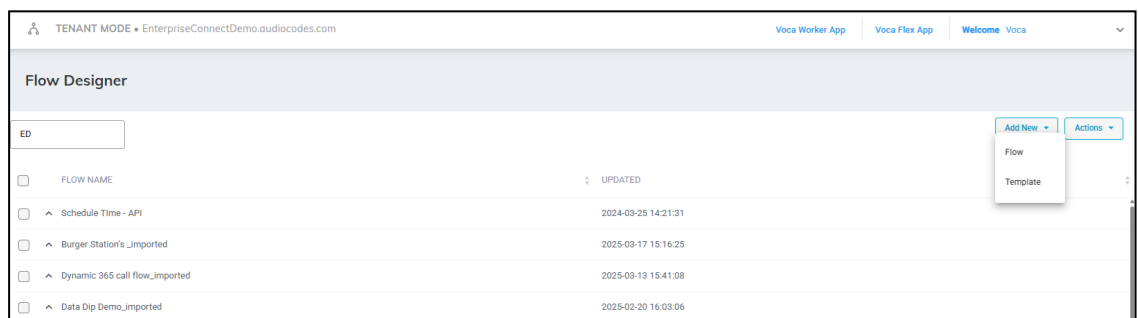 TENANT MODE • EnterpriseConnectDemo.audiocodes.com Voca Worker App Voca Flex App Welcome Voca
Flow Designer
ED Add New Actions
Flow
FLOW NAME UPDATED Template
Schedule TIme - API 2024-03-25 14:21:31
Burger Station's _imported 2025-03-17 15:16:25
Dynamic 365 call flow_imported 2025-03-13 15:41:08
Data Dip Demo_imported 2025-02-20 16:03:06